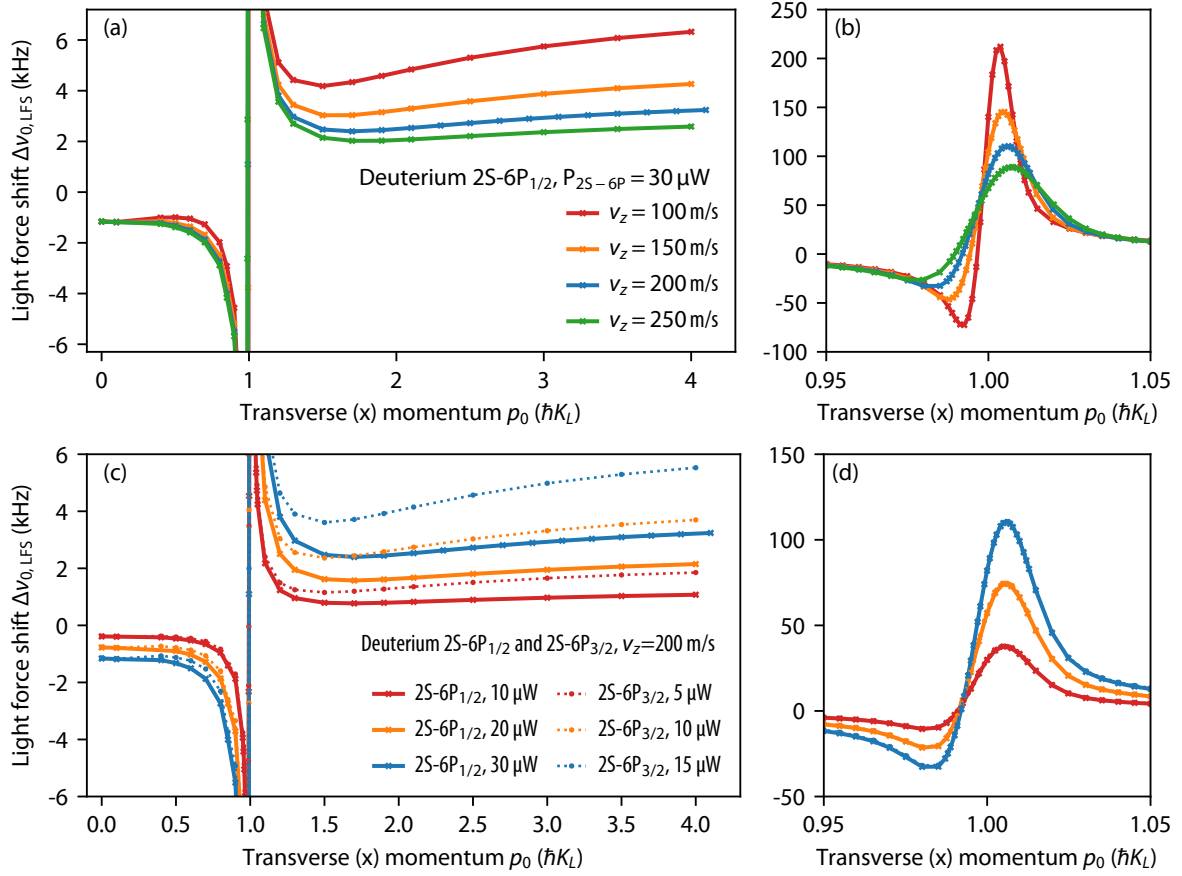 (a)
Light force shift Δν0,LFS (kHz)
6
4
2
0
-2
-4
-6
Deuterium 2S-6P1/2, P2S−6P = 30 µW
vz = 100 m/s
vz = 150 m/s
vz = 200 m/s
vz = 250 m/s
0 1 2 3 4
Transverse (x) momentum p0 (ℏKL)
(b)
250
200
150
100
50
0
-50
-100
0.95 1.00 1.05
Transverse (x) momentum p0 (ℏKL)
(c)
Light force shift Δν0,LFS (kHz)
6
4
2
0
-2
-4
-6
Deuterium 2S-6P1/2 and 2S-6P3/2, vz=200 m/s
2S-6P1/2, 10 µW 2S-6P3/2, 5 µW
2S-6P1/2, 20 µW 2S-6P3/2, 10 µW
2S-6P1/2, 30 µW 2S-6P3/2, 15 µW
0.0 0.5 1.0 1.5 2.0 2.5 3.0 3.5 4.0
Transverse (x) momentum p0 (ℏKL)
(d)
150
100
50
0
-50
0.95 1.00 1.05
Transverse (x) momentum p0 (ℏKL)